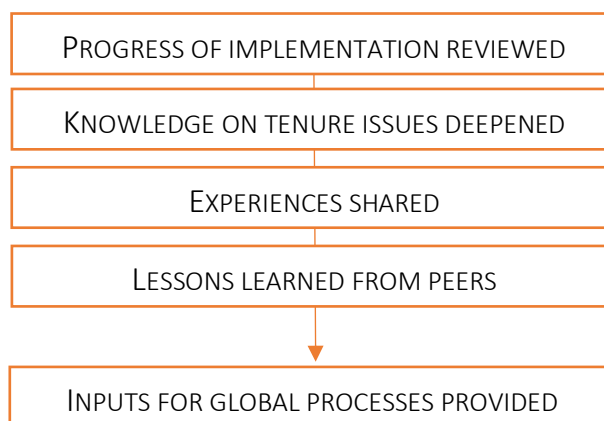 PROGRESS OF IMPLEMENTATION REVIEWED
KNOWLEDGE ON TENURE ISSUES DEEPENED
EXPERIENCES SHARED
LESSONS LEARNED FROM PEERS
INPUTS FOR GLOBAL PROCESSES PROVIDED